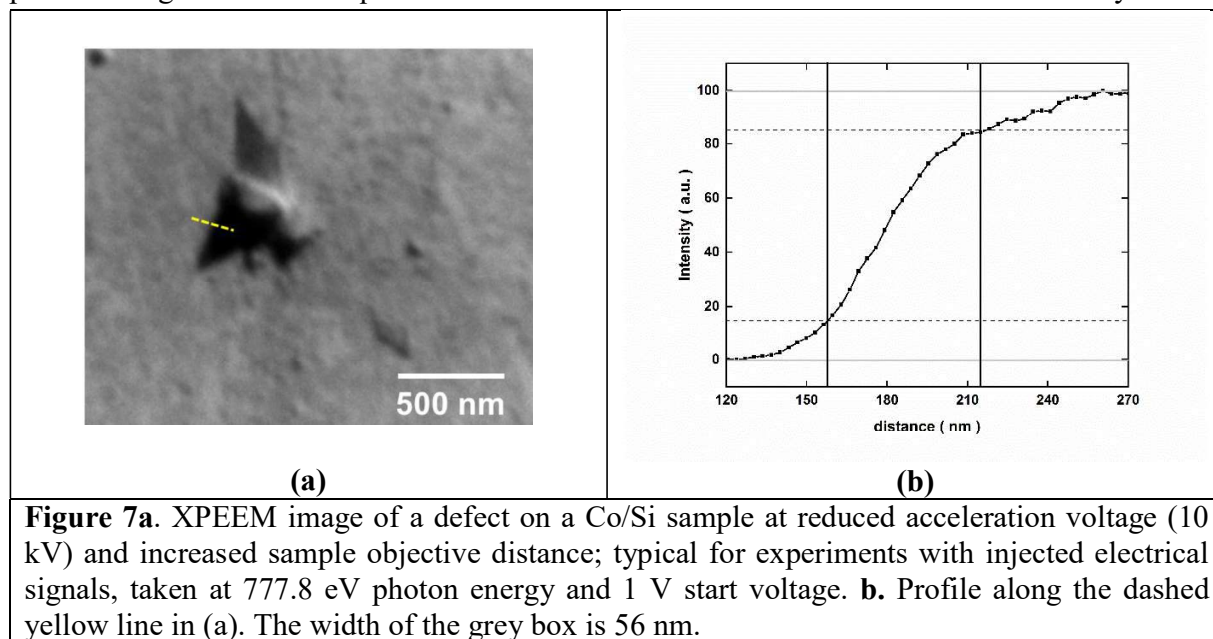 500 nm
100
80
60
40
20
0
Intensity ( a.u. )
120 150 180 210 240 270
distance ( nm )
(a) (b)
Figure 7a. XPEEM image of a defect on a Co/Si sample at reduced acceleration voltage (10
kV) and increased sample objective distance; typical for experiments with injected electrical
signals, taken at 777.8 eV photon energy and 1 V start voltage. b. Profile along the dashed
yellow line in (a). The width of the grey box is 56 nm.